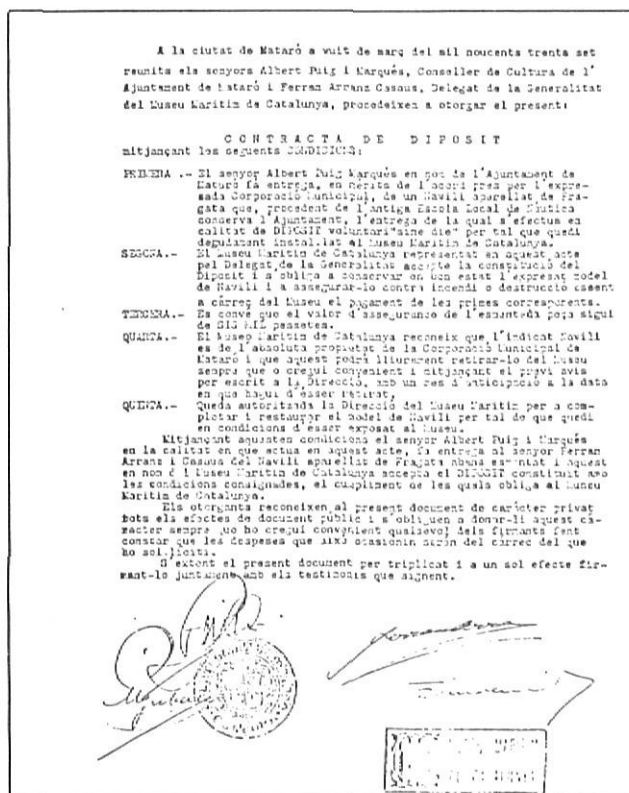 A la ciutat de Mataró a vuit de març del mil noucents trenta set
reunits els senyors Albert Puig i Marqués, Conseller de Cultura de l'
Ajuntament de Mataró i Ferran Arranz Casaus, Delegat de la Generalitat
del Museu Marítim de Catalunya, procedeixen a otorgar el present:
CONTRACTA DE DIPOSIT
mitjançant les seguents CONDICIONS:
PRIMERA .- El senyor Albert Puig Marqués en nom de l'Ajuntament de
Mataró fà entrega, en mèrits de l'acord pres per l'expre-
sada Corporació Municipal, de un Navili aparellat de Fra-
gata que, procedent de l'antiga Escola Local de Nàutica
conserva l'Ajuntament, l'entrega de la qual s'efectua en
calitat de DIPOSIT voluntari "sine die" per tal que quedi
degudament instal.lat al Museu Maritim de Catalunya.
SEGONA.- El Museu Maritim de Catalunya representat en aquest acte
pel Delegat de la Generalitat accepta la constitució del
Diposit i s obliga a conservar en bon estat l'expresat model
de Navili i a assegurar-lo contra incendi o destrucció essent
a càrreg del Museu el pagament de les primes corresponents.
TERCERA.- Es convé que el valor d'assegurança de l'esmentada peça sigui
de SIS MIL pessetes.
QUARTA.- El Museo Maritim de Catalunya reconeix que l'indicat Navili
es de l'absoluta propietat de la Corporació Municipal de
Mataró i que aquest podrà lliurement retirar-lo del Museu
sempre que o cregui convenient i mitjançant el previ avis
per escrit a la Direcció, amb un mes d'anticipació a la data
en que hagui d'ésser retirat,
QUINTA.- Queda autoritzada la Direcció del Museu Maritim per a com-
pletar i restaurar el model de Navili per tal de que quedi
en condicions d'ésser exposat al Museu.
Mitjançant aquestes condicions el senyor Albert Puig i Marqués
en la calitat en que actua en aquest acte, fa entrega al senyor Ferran
Arranz i Casaus del Navili aparellat de Fragata abans esmentat i aquest
en nom del Museu Maritim de Catalunya accepta el DIPOSIT constituit amb
les condicions consignades, el cumpliment de les quals obliga al Museu
Maritim de Catalunya.
Els otorgants reconeixen al present document de caràcter privat
tots els efectes de document públic i s'obliguen a donar-li aquest ca-
racter sempre que ho cregui convenient qualsevol dels firmants fent
constar que les despeses que això ocasionin seràn del càrrec del que
ho sol.liciti.
S'extent el present document per triplicat i a un sol efecte fir-
mant-lo juntament amb els testimonis que signent.